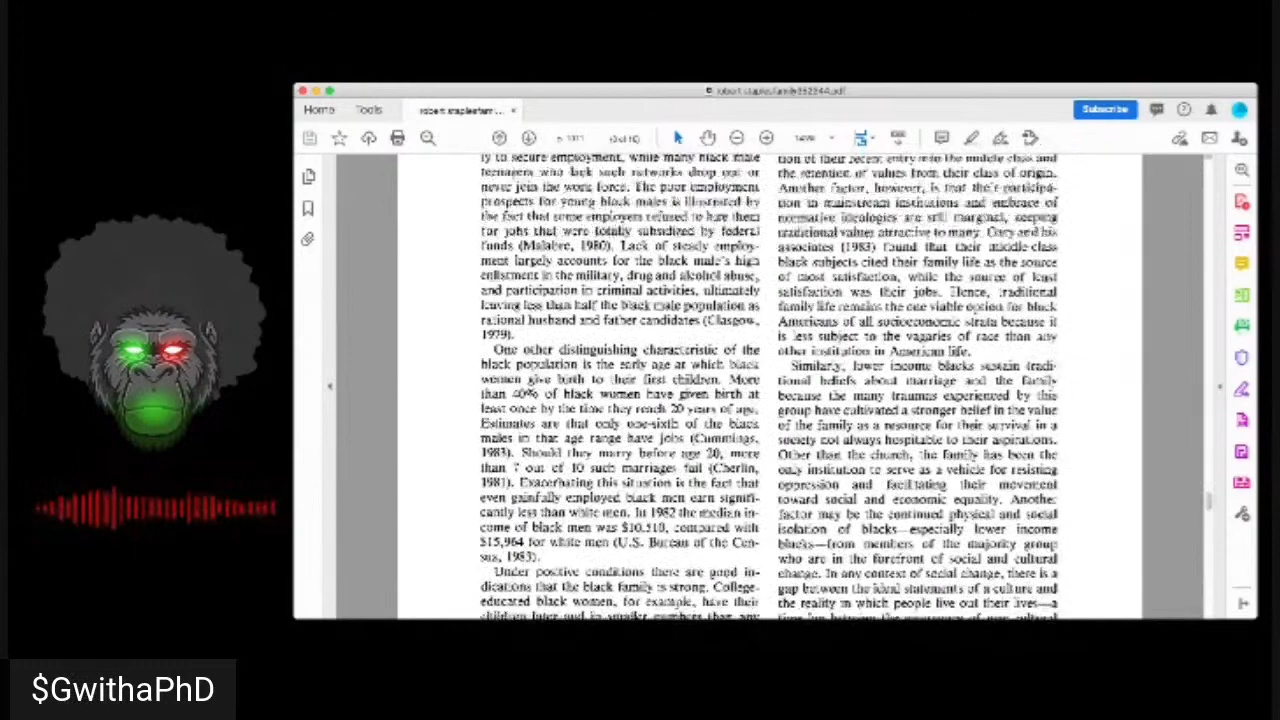 robert staplesfamily352944.pdf
Home
Tools
robert staplesfam...
Subscribe
ly to secure employment, while many black male
teenagers who lack such networks drop out or
never join the work force. The poor employment
prospects for young black males is illustrated by
the fact that some employers refused to hire them
for jobs that were totally subsidized by federal
funds (Malabre, 1980). Lack of steady employ-
ment largely accounts for the black male's high
enlistment in the military, drug and alcohol abuse,
and participation in criminal activities, ultimately
leaving less than half the black male population as
rational husband and father candidates (Glasgow,
1979).
One other distinguishing characteristic of the
black population is the early age at which black
women give birth to their first children. More
than 40% of black women have given birth at
least once by the time they reach 20 years of age.
Estimates are that only one-sixth of the black
males in that age range have jobs (Cummings,
1983). Should they marry before age 20, more
than 7 out of 10 such marriages fail (Cherlin,
1981). Exacerbating this situation is the fact that
even gainfully employed black men earn signifi-
cantly less than white men. In 1982 the median in-
come of black men was $10,510, compared with
$15,964 for white men (U.S. Bureau of the Cen-
sus, 1983).
Under positive conditions there are good in-
dications that the black family is strong. College-
educated black women, for example, have their
children later and in smaller numbers than any
tion of their recent entry into the middle class and
the retention of values from their class of origin.
Another factor, however, is that their participa-
tion in mainstream institutions and embrace of
normative ideologies are still marginal, keeping
traditional values attractive to many. Gary and his
associates (1983) found that their middle-class
black subjects cited their family life as the source
of most satisfaction, while the source of least
satisfaction was their jobs. Hence, traditional
family life remains the one viable option for black
Americans of all socioeconomic strata because it
is less subject to the vagaries of race than any
other institution in American life.
Similarly, lower income blacks sustain tradi-
tional beliefs about marriage and the family
because the many traumas experienced by this
group have cultivated a stronger belief in the value
of the family as a resource for their survival in a
society not always hospitable to their aspirations.
Other than the church, the family has been the
only institution to serve as a vehicle for resisting
oppression and facilitating their movement
toward social and economic equality. Another
factor may be the continued physical and social
isolation of blacks—especially lower income
blacks—from members of the majority group
who are in the forefront of social and cultural
change. In any context of social change, there is a
gap between the ideal statements of a culture and
the reality in which people live out their lives—a
$GwithaPhD